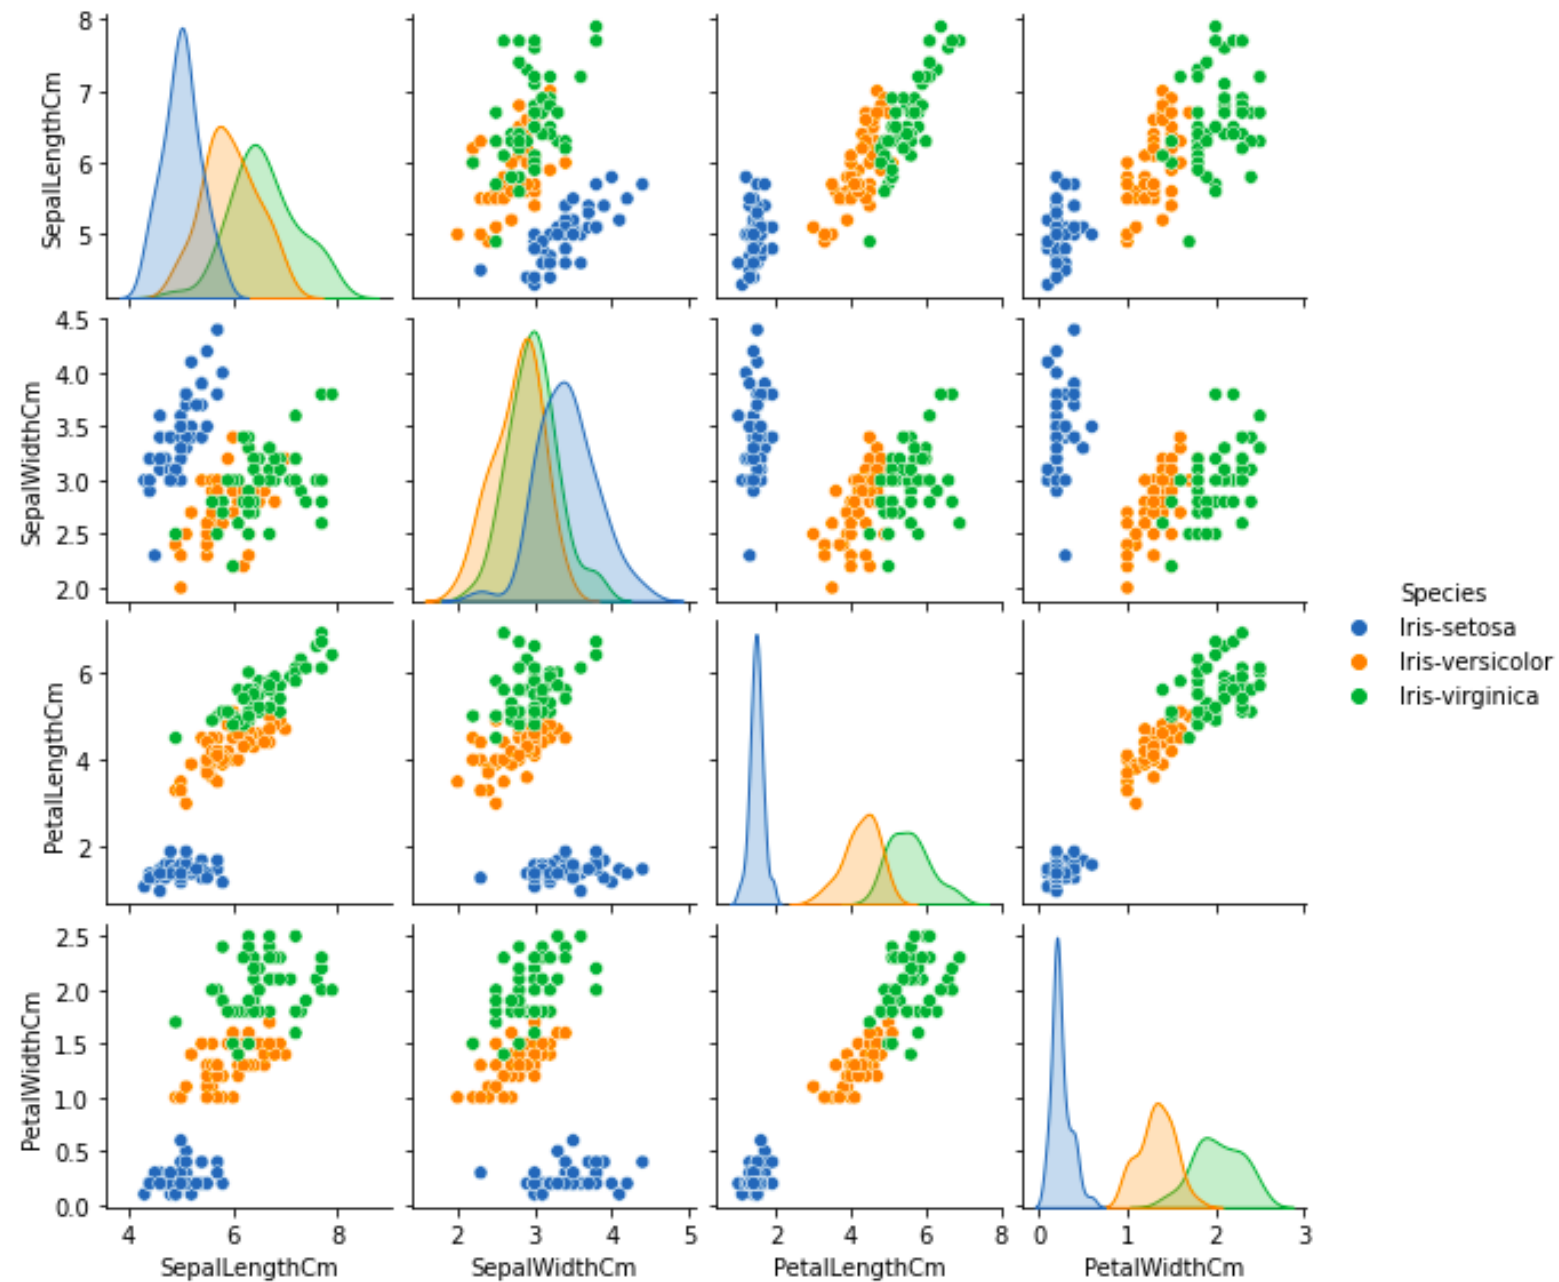 8
7
6
5
SepalLengthCm
4.5
4.0
3.5
3.0
2.5
2.0
SepalWidthCm
6
4
2
PetalLengthCm
2.5
2.0
1.5
1.0
0.5
0.0
PetalWidthCm
4 6 8
SepalLengthCm
2 3 4 5
SepalWidthCm
2 4 6 8
PetalLengthCm
0 1 2 3
PetalWidthCm
Species
Iris-setosa
Iris-versicolor
Iris-virginica